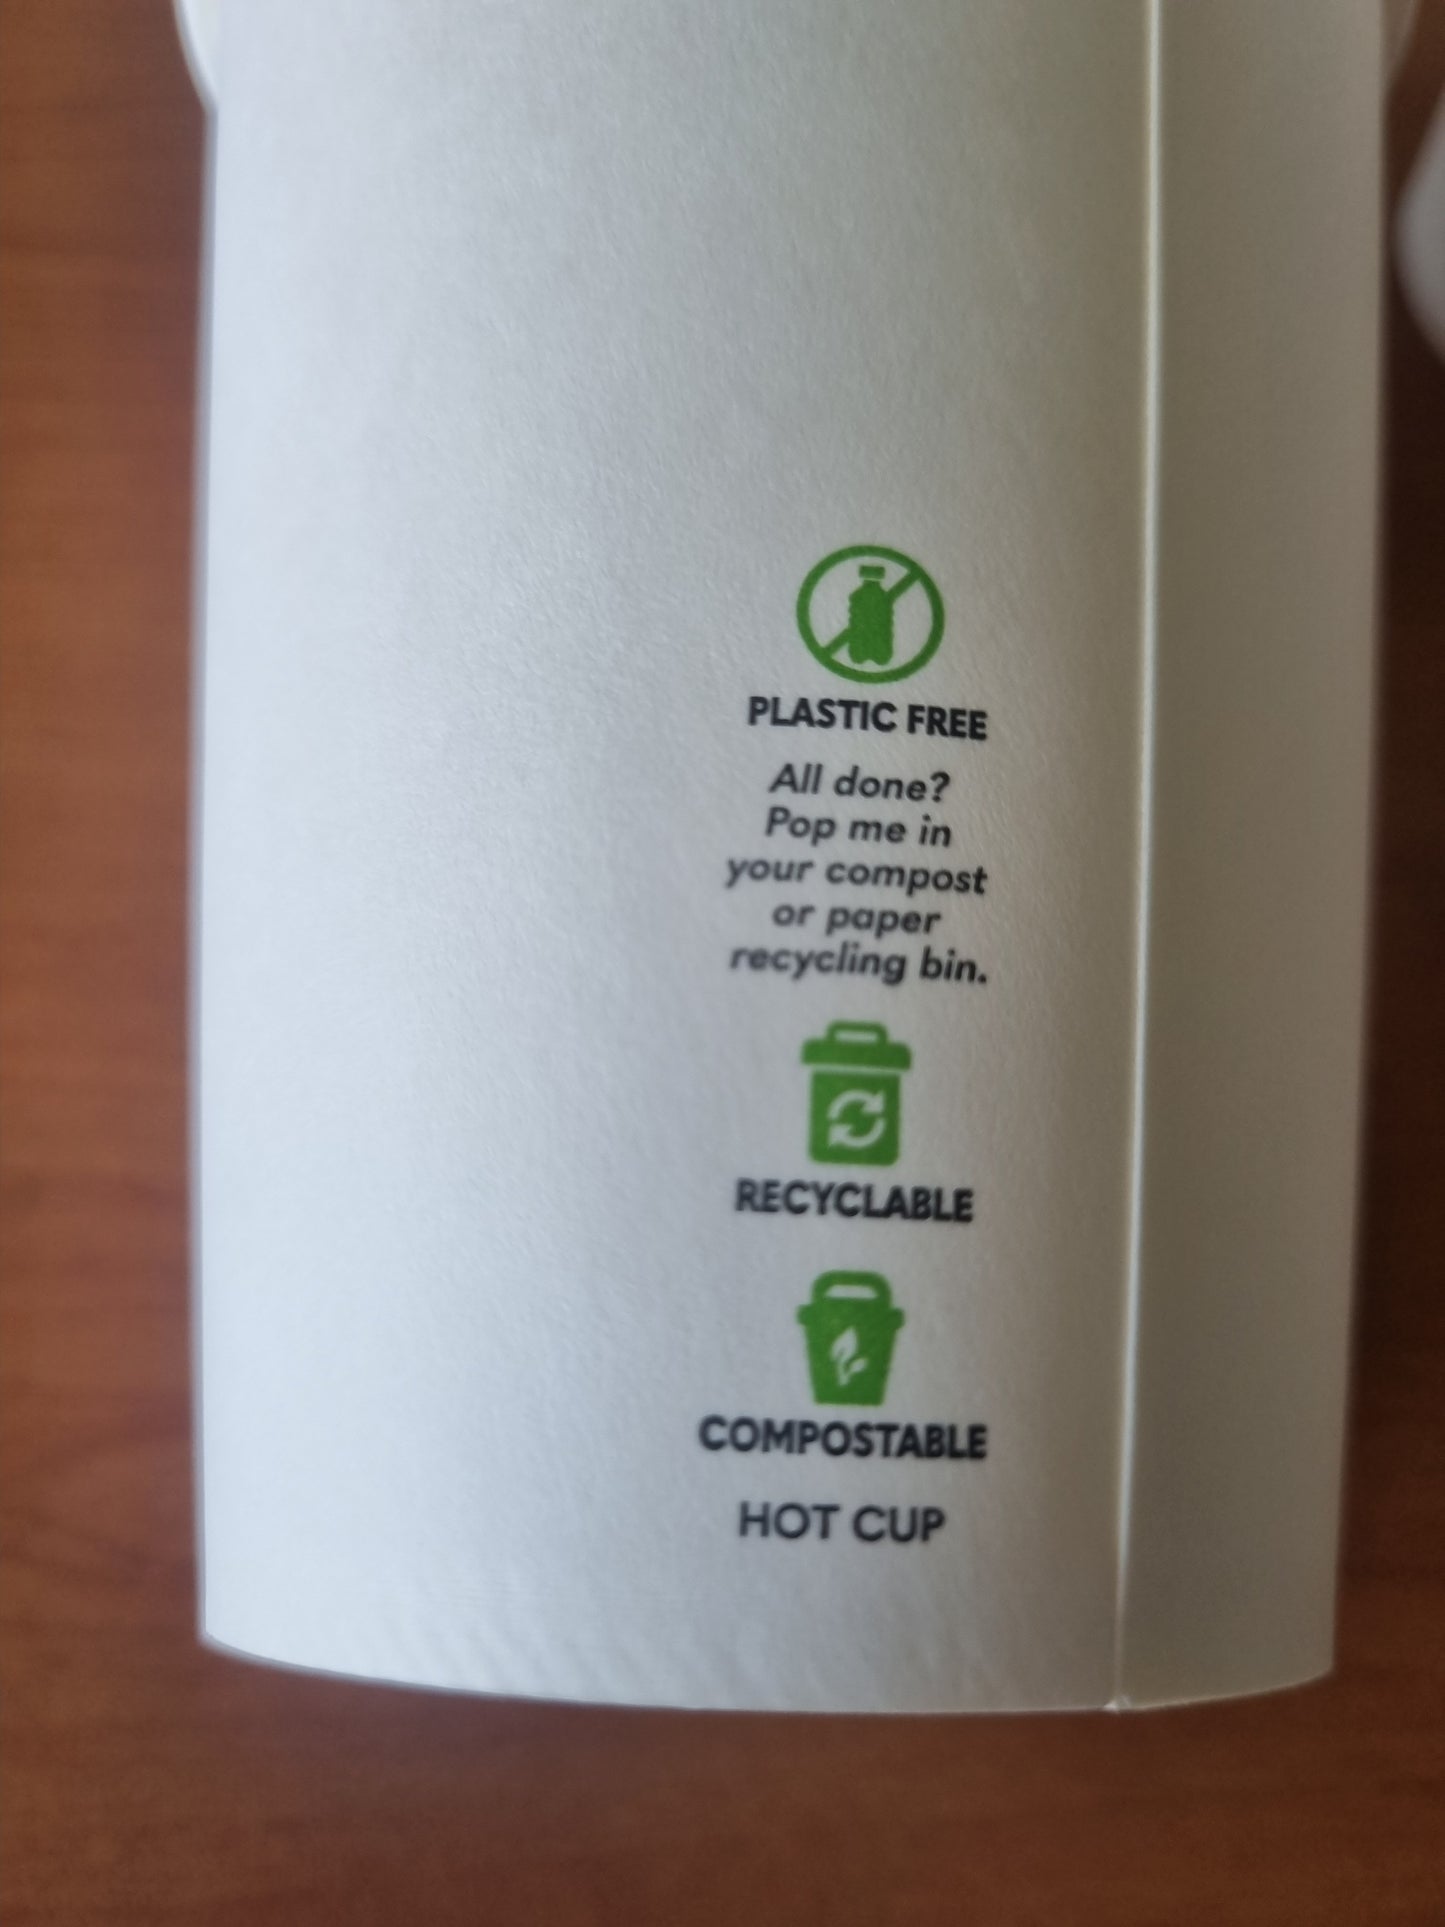 PLASTIC FREE
All done?
Pop me in
your compost
or paper
recycling bin.
RECYCLABLE
COMPOSTABLE
HOT CUP